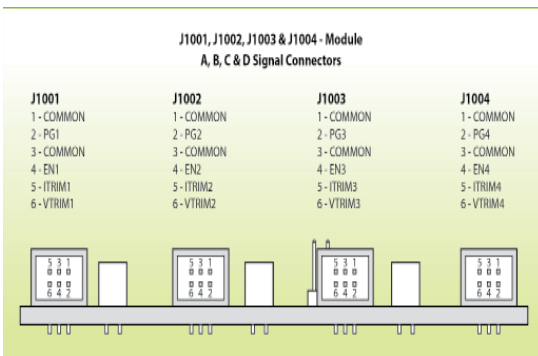 J1001, J1002, J1003 & J1004 - Module
A, B, C & D Signal Connectors
J1001
1 - COMMON
2 - PG1
3 - COMMON
4 - EN1
5 - ITRIM1
6 - VTRIM1
J1002
1 - COMMON
2 - PG2
3 - COMMON
4 - EN2
5 - ITRIM2
6 - VTRIM2
J1003
1 - COMMON
2 - PG3
3 - COMMON
4 - EN3
5 - ITRIM3
6 - VTRIM3
J1004
1 - COMMON
2 - PG4
3 - COMMON
4 - EN4
5 - ITRIM4
6 - VTRIM4
5 3 1
6 4 2
5 3 1
6 4 2
5 3 1
6 4 2
5 3 1
6 4 2